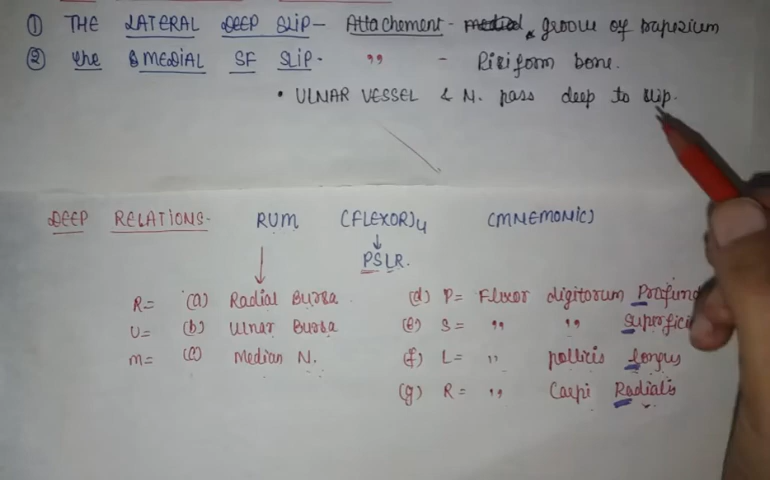 ① THE LATERAL DEEP SLIP - Attachement - groove of trapezium
② the MEDIAL SF SLIP - ,, - Pisiform bone.
• ULNAR VESSEL & N. pass deep to slip.
DEEP RELATIONS- RUM (FLEXOR)4 (MNEMONIC)
PSLR.
R= (a) Radial Bursa (d) P= Flexor digitorum Profund
U= (b) Ulnar Bursa (e) S= ,, ,, Superfici
M= (c) Median N. (f) L= ,, pollicis Longus
(g) R= ,, Carpi Radialis